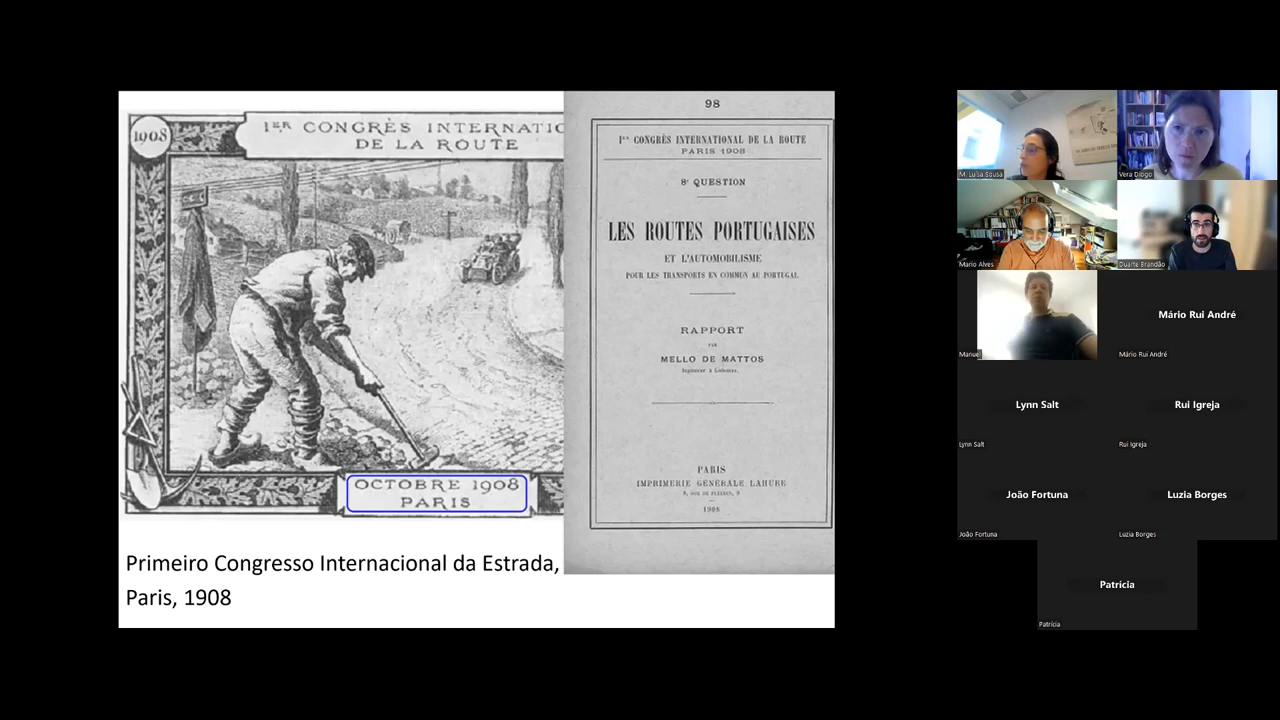 1908
1ER CONGRÈS INTERNATIO
DE LA ROUTE
OCTOBRE 1908
PARIS
98
1er CONGRÈS INTERNATIONAL DE LA ROUTE
PARIS 1908
8e QUESTION
LES ROUTES PORTUGAISES
ET L'AUTOMOBILISME
POUR LES TRANSPORTS EN COMMUN AU PORTUGAL
RAPPORT
PAR
MELLO DE MATTOS
Ingénieur à Lisbonne.
PARIS
IMPRIMERIE GÉNÉRALE LAHURE
9, RUE DE FLEURUS, 9
1908
Primeiro Congresso Internacional da Estrada,
Paris, 1908
M. Luísa Sousa
Vera Diogo
Mario Alves
Duarte Brandão
Manuel
Mário Rui André
Mário Rui André
Lynn Salt
Lynn Salt
Rui Igreja
Rui Igreja
João Fortuna
João Fortuna
Luzia Borges
Luzia Borges
Patrícia
Patrícia